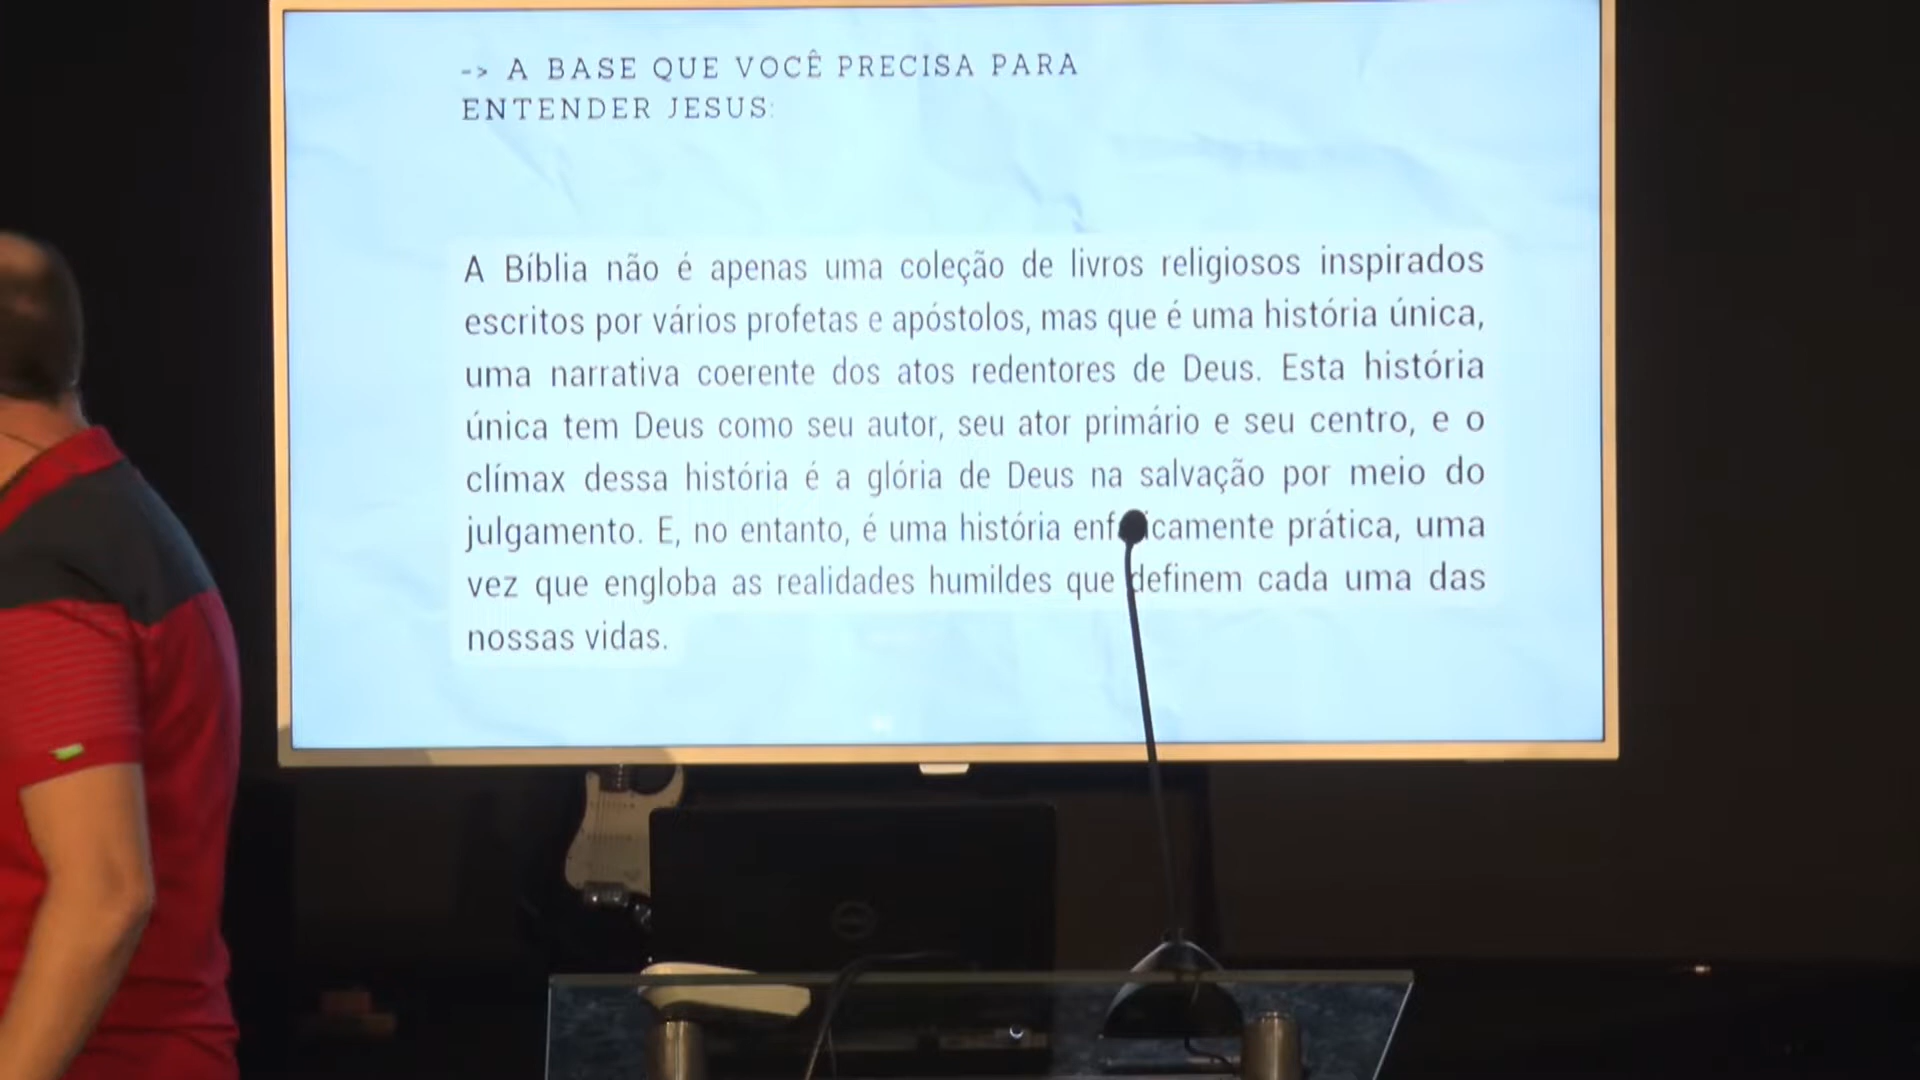 -> A BASE QUE VOCÊ PRECISA PARA
ENTENDER JESUS:
A Bíblia não é apenas uma coleção de livros religiosos inspirados
escritos por vários profetas e apóstolos, mas que é uma história única,
uma narrativa coerente dos atos redentores de Deus. Esta história
única tem Deus como seu autor, seu ator primário e seu centro, e o
clímax dessa história é a glória de Deus na salvação por meio do
julgamento. E, no entanto, é uma história enfaticamente prática, uma
vez que engloba as realidades humildes que definem cada uma das
nossas vidas.
DELL